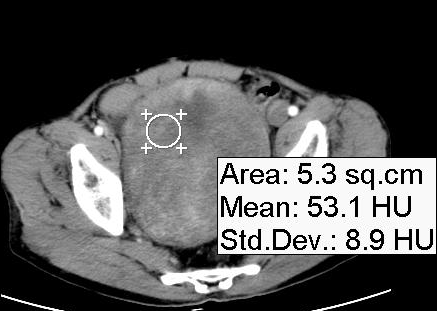 Area: 5.3 sq.cm
Mean: 53.1 HU
Std.Dev.: 8.9 HU